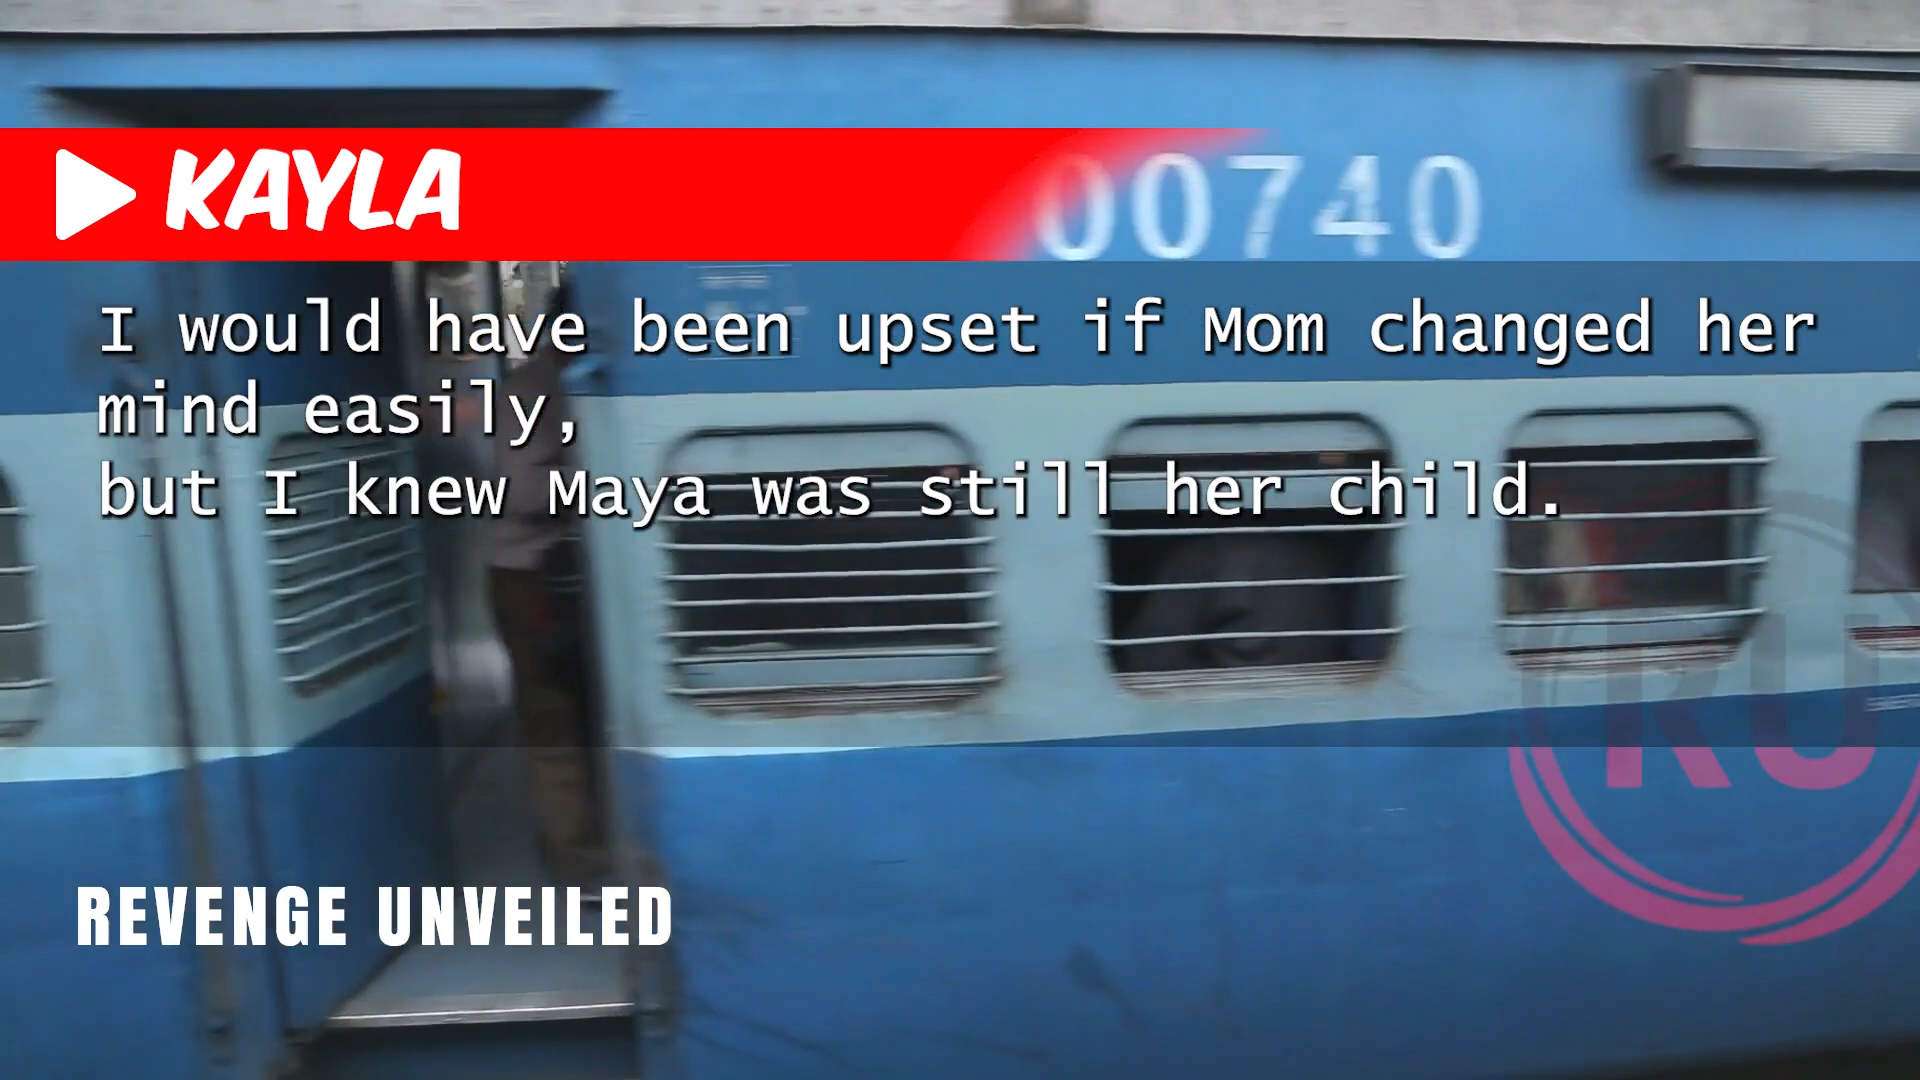 KAYLA
00740
I would have been upset if Mom changed her
mind easily,
but I knew Maya was still her child.
RU
REVENGE UNVEILED